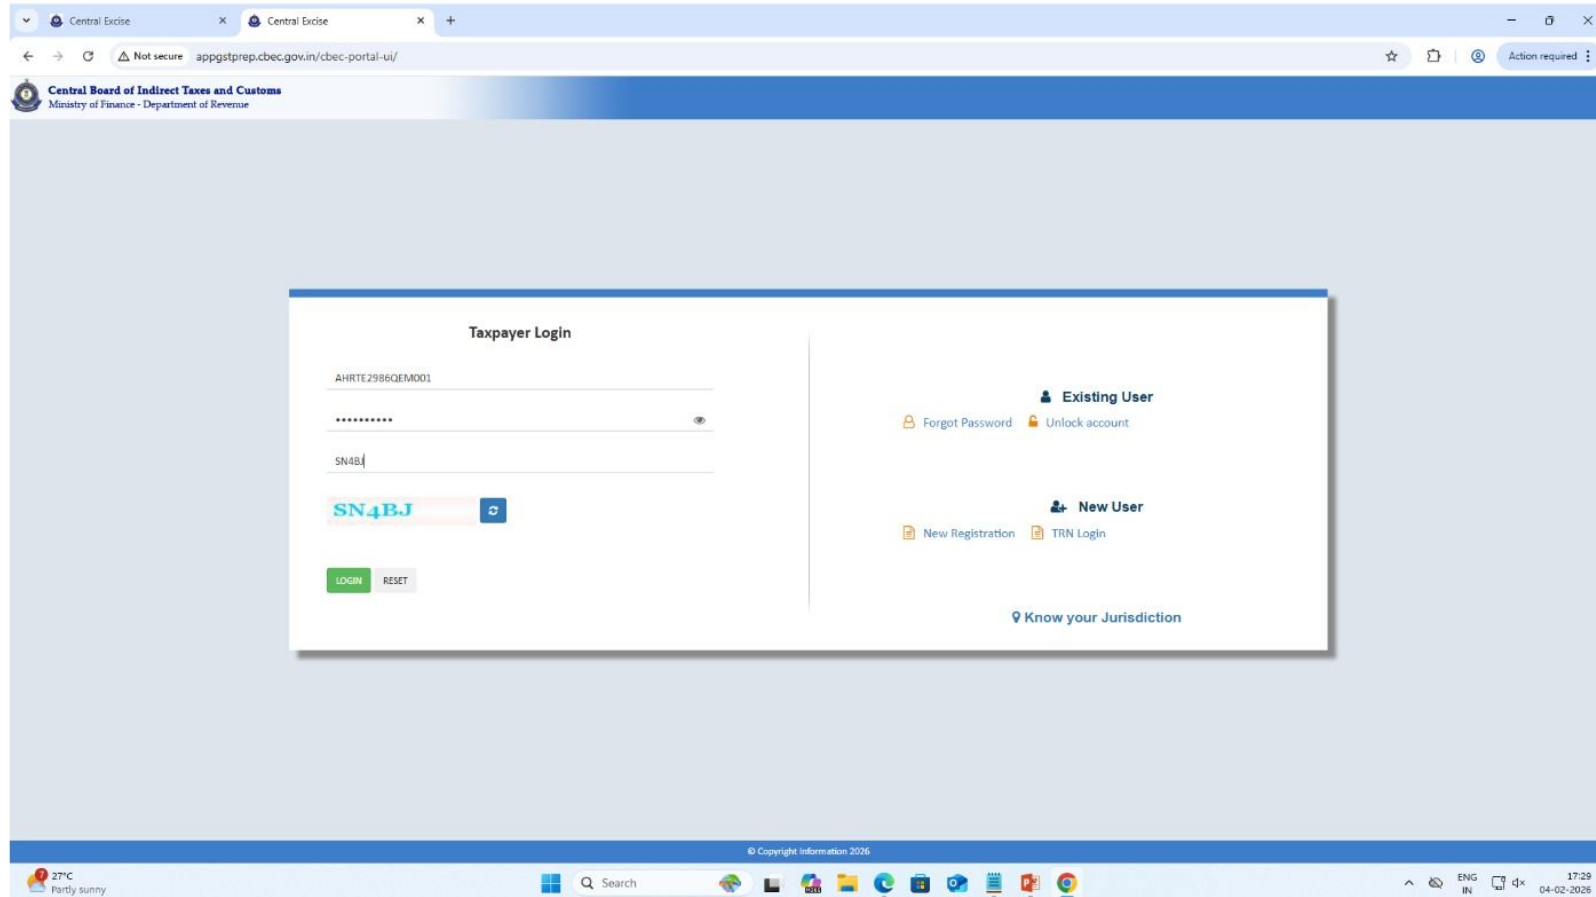 Central Excise
Central Excise
Not secure appgstprep.cbec.gov.in/cbec-portal-ui/
Action required
Central Board of Indirect Taxes and Customs
Ministry of Finance - Department of Revenue
Taxpayer Login
AHRTE2986QEM001
••••••••••
SN4BJ
SN4BJ
LOGIN RESET
Existing User
Forgot Password Unlock account
New User
New Registration TRN Login
Know your Jurisdiction
© Copyright Information 2026
7
27°C
Partly sunny
Search
ENG
IN
17:29
04-02-2026